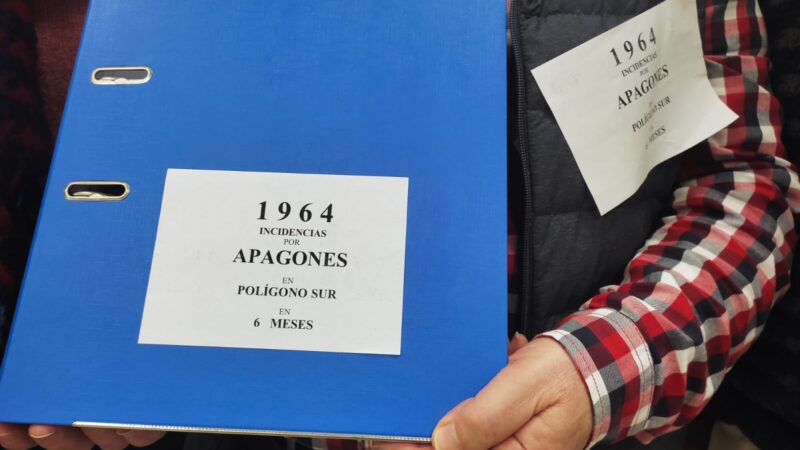 1964
INCIDENCIAS
POR
APAGONES
EN
POLÍGONO SUR
EN
6 MESES
1964
INCIDENCIAS
POR
APAGONES
POLÍGONO SUR
MESES